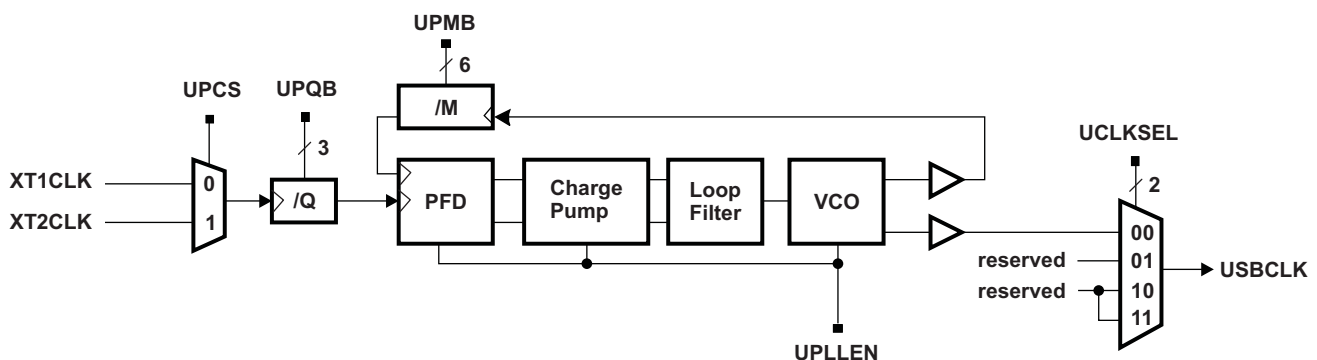 UPMB
6
UPCS
UPQB
/M
UCLKSEL
3
2
XT1CLK
0
/Q
PFD
Charge
Pump
Loop
Filter
VCO
XT2CLK
1
00
reserved
01
USBCLK
reserved
10
11
UPLLEN